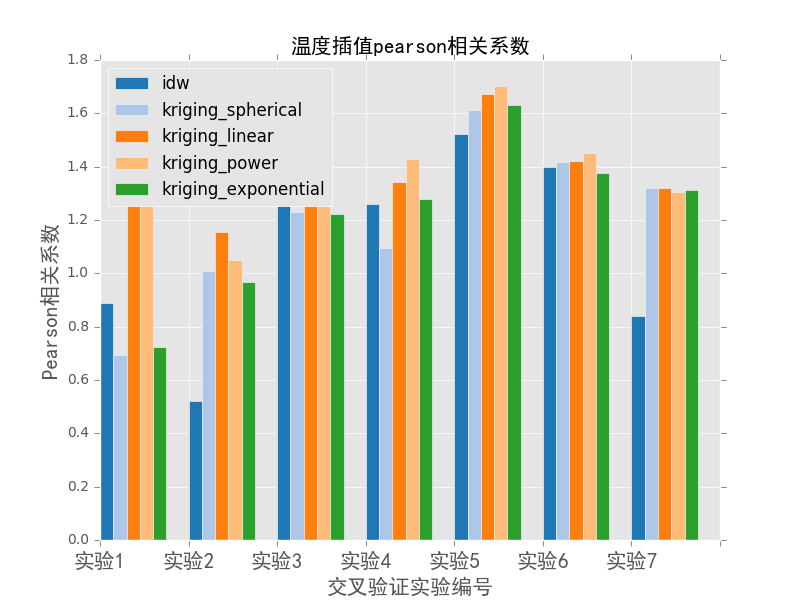 温度插值pearson相关系数
1.8
1.6
1.4
1.2
1.0
0.8
0.6
0.4
0.2
0.0
Pearson相关系数
idw
kriging_spherical
kriging_linear
kriging_power
kriging_exponential
实验1 实验2 实验3 实验4 实验5 实验6 实验7
交叉验证实验编号